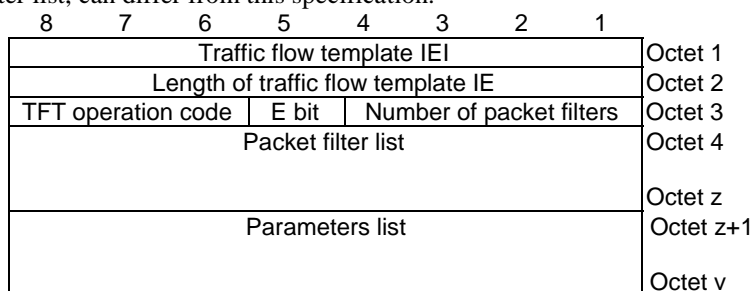 ter list, can differ from this specification.
8 7 6 5 4 3 2 1
Traffic flow template IEI Octet 1
Length of traffic flow template IE Octet 2
TFT operation code E bit Number of packet filters Octet 3
Packet filter list Octet 4
Octet z
Parameters list Octet z+1
Octet v